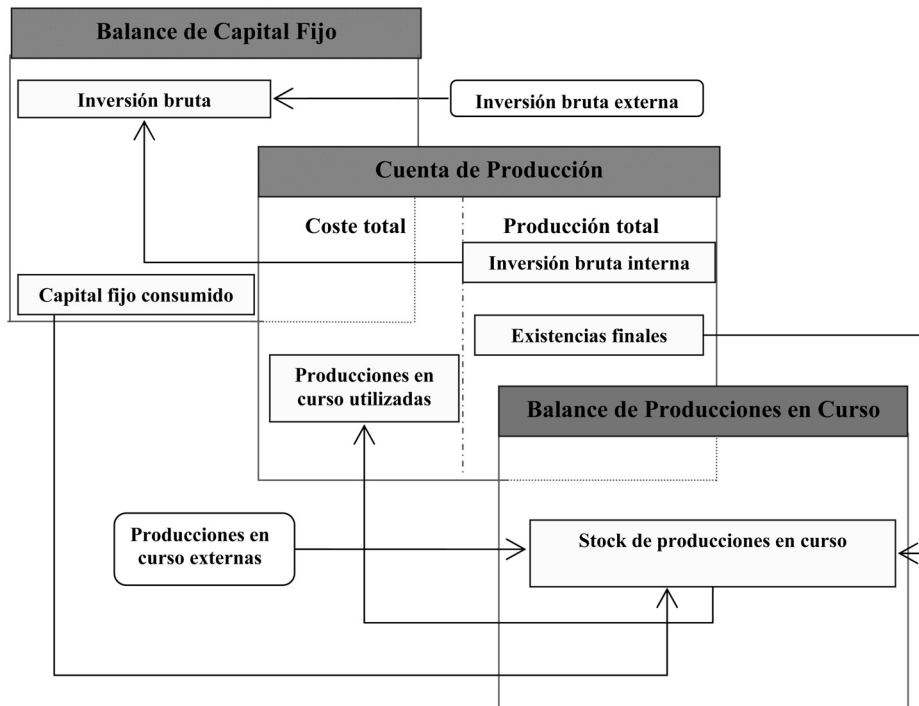 Balance de Capital Fijo
Inversión bruta
Inversión bruta externa
Cuenta de Producción
Coste total
Producción total
Inversión bruta interna
Capital fijo consumido
Existencias finales
Producciones en
curso utilizadas
Balance de Producciones en Curso
Producciones en
curso externas
Stock de producciones en curso